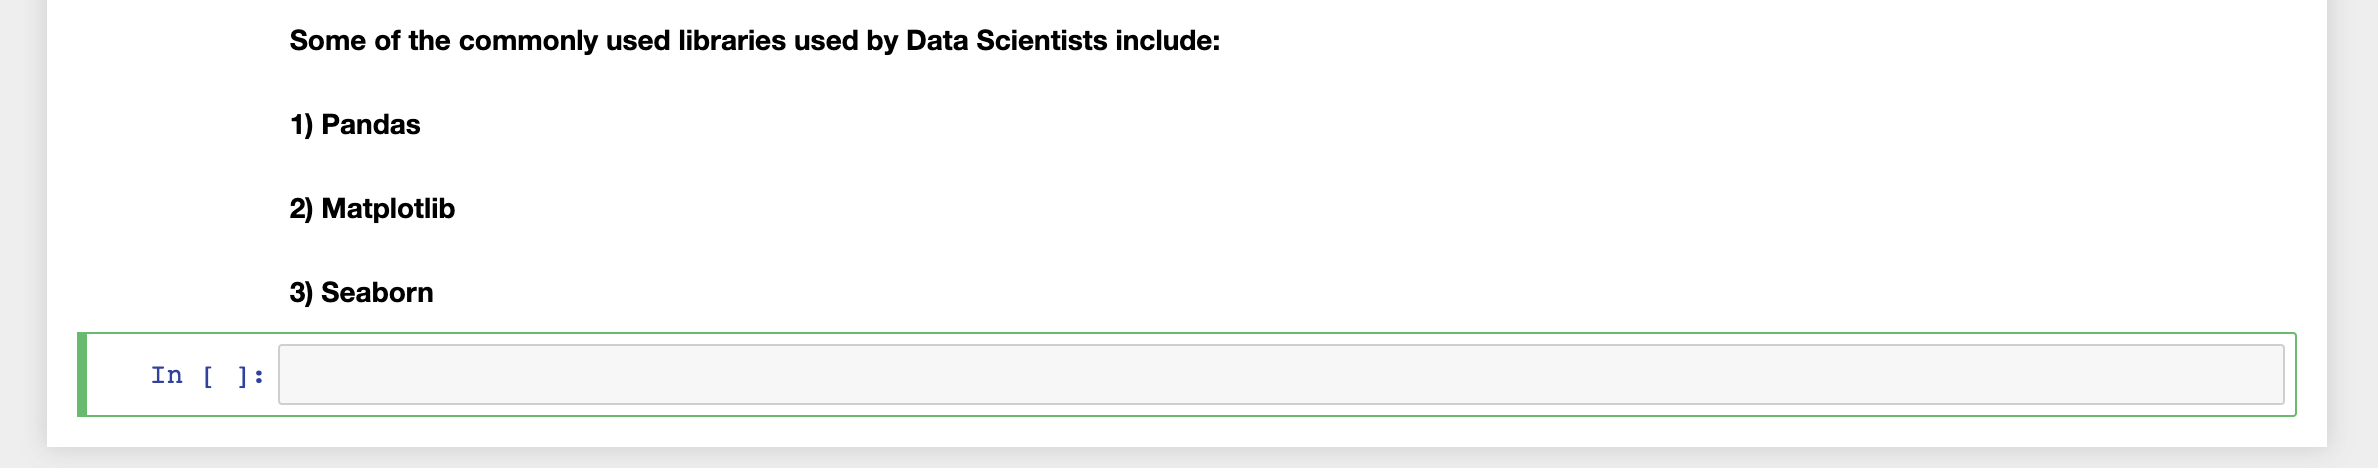 Some of the commonly used libraries used by Data Scientists include:
1) Pandas
2) Matplotlib
3) Seaborn
In [ ]: